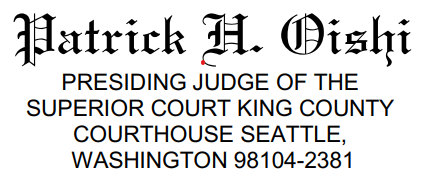 Patrick H. Oishi
PRESIDING JUDGE OF THE
SUPERIOR COURT KING COUNTY
COURTHOUSE SEATTLE,
WASHINGTON 98104-2381